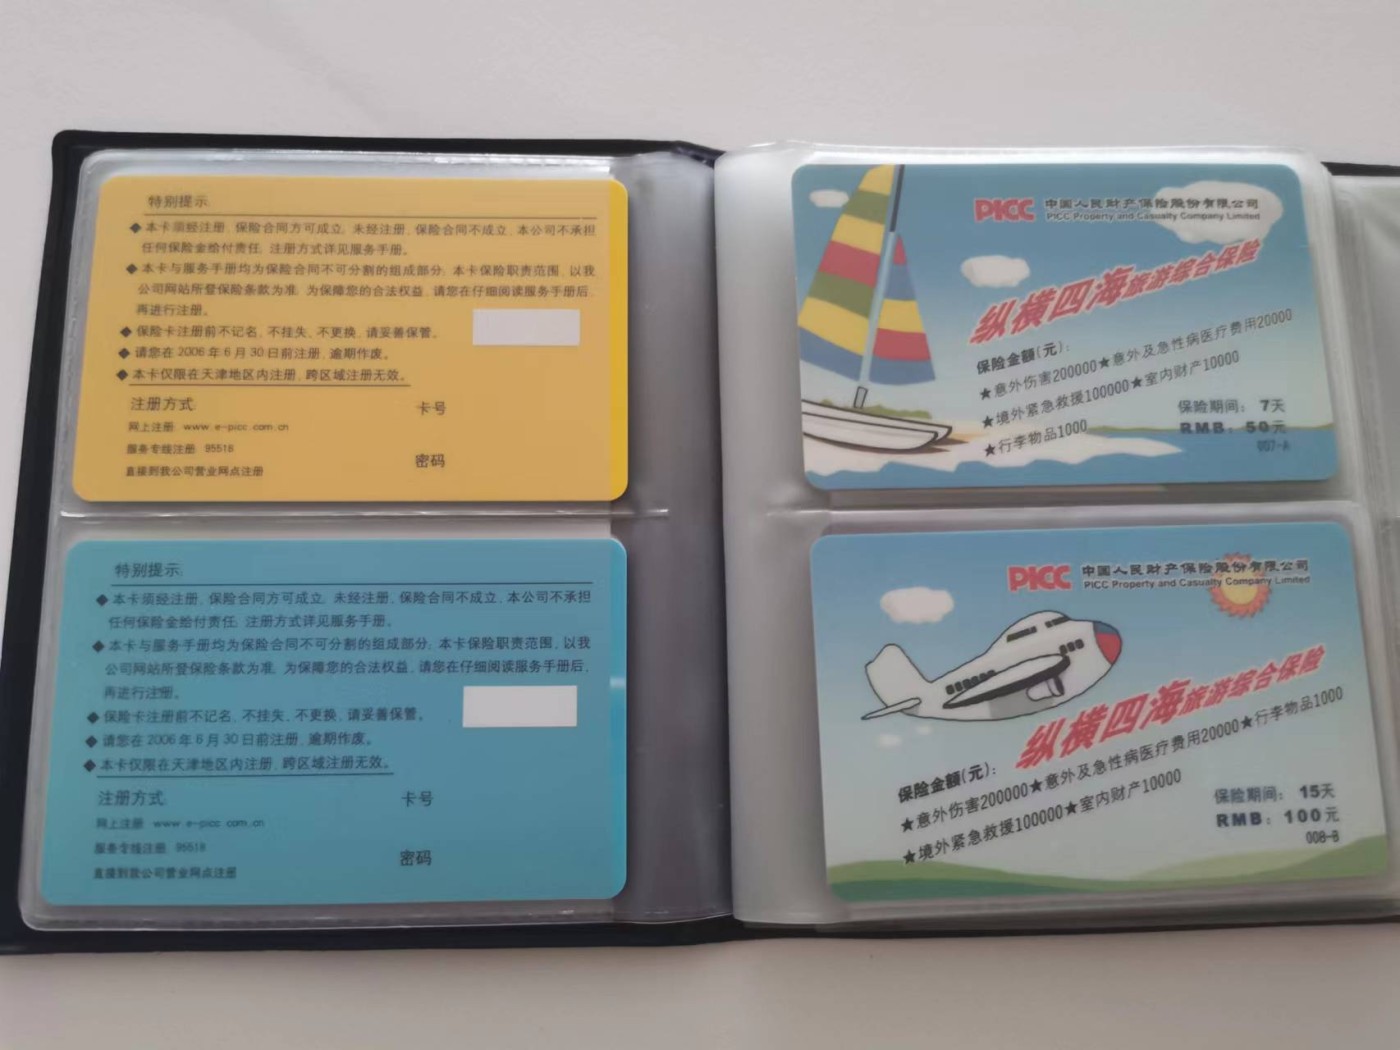 特别提示:
◆本卡须经注册，保险合同方可成立；未经注册，保险合同不成立，本公司不承担
任何保险金给付责任，注册方式详见服务手册。
◆本卡与服务手册均为保险合同不可分割的组成部分；本卡保险职责范围，以我
公司网站所登保险条款为准，为保障您的合法权益，请您在仔细阅读服务手册后，
再进行注册。
◆保险卡注册前不记名、不挂失、不更换，请妥善保管。
◆请您在2006年6月30日前注册，逾期作废。
◆本卡仅限在天津地区内注册，跨区域注册无效。
注册方式:
卡号
网上注册: www.e-picc.com.cn
服务专线注册: 95518
密码
直接到我公司营业网点注册
特别提示:
◆本卡须经注册，保险合同方可成立；未经注册，保险合同不成立，本公司不承担
任何保险金给付责任，注册方式详见服务手册。
◆本卡与服务手册均为保险合同不可分割的组成部分；本卡保险职责范围，以我
公司网站所登保险条款为准，为保障您的合法权益，请您在仔细阅读服务手册后，
再进行注册。
◆保险卡注册前不记名、不挂失、不更换，请妥善保管。
◆请您在2006年6月30日前注册，逾期作废。
◆本卡仅限在天津地区内注册，跨区域注册无效。
注册方式:
卡号
网上注册: www.e-picc.com.cn
服务专线注册: 95518
密码
直接到我公司营业网点注册
PICC 中国人民财产保险股份有限公司
PICC Property and Casualty Company Limited
纵横四海旅游综合保险
保险金额(元):
★意外伤害200000★意外及急性病医疗费用20000
★境外紧急救援100000★室内财产10000
★行李物品1000
保险期间: 7天
RMB: 50元
007-A
PICC 中国人民财产保险股份有限公司
PICC Property and Casualty Company Limited
纵横四海旅游综合保险
保险金额(元):
★意外伤害200000★意外及急性病医疗费用20000★行李物品1000
★境外紧急救援100000★室内财产10000
保险期间: 15天
RMB: 100元
008-B